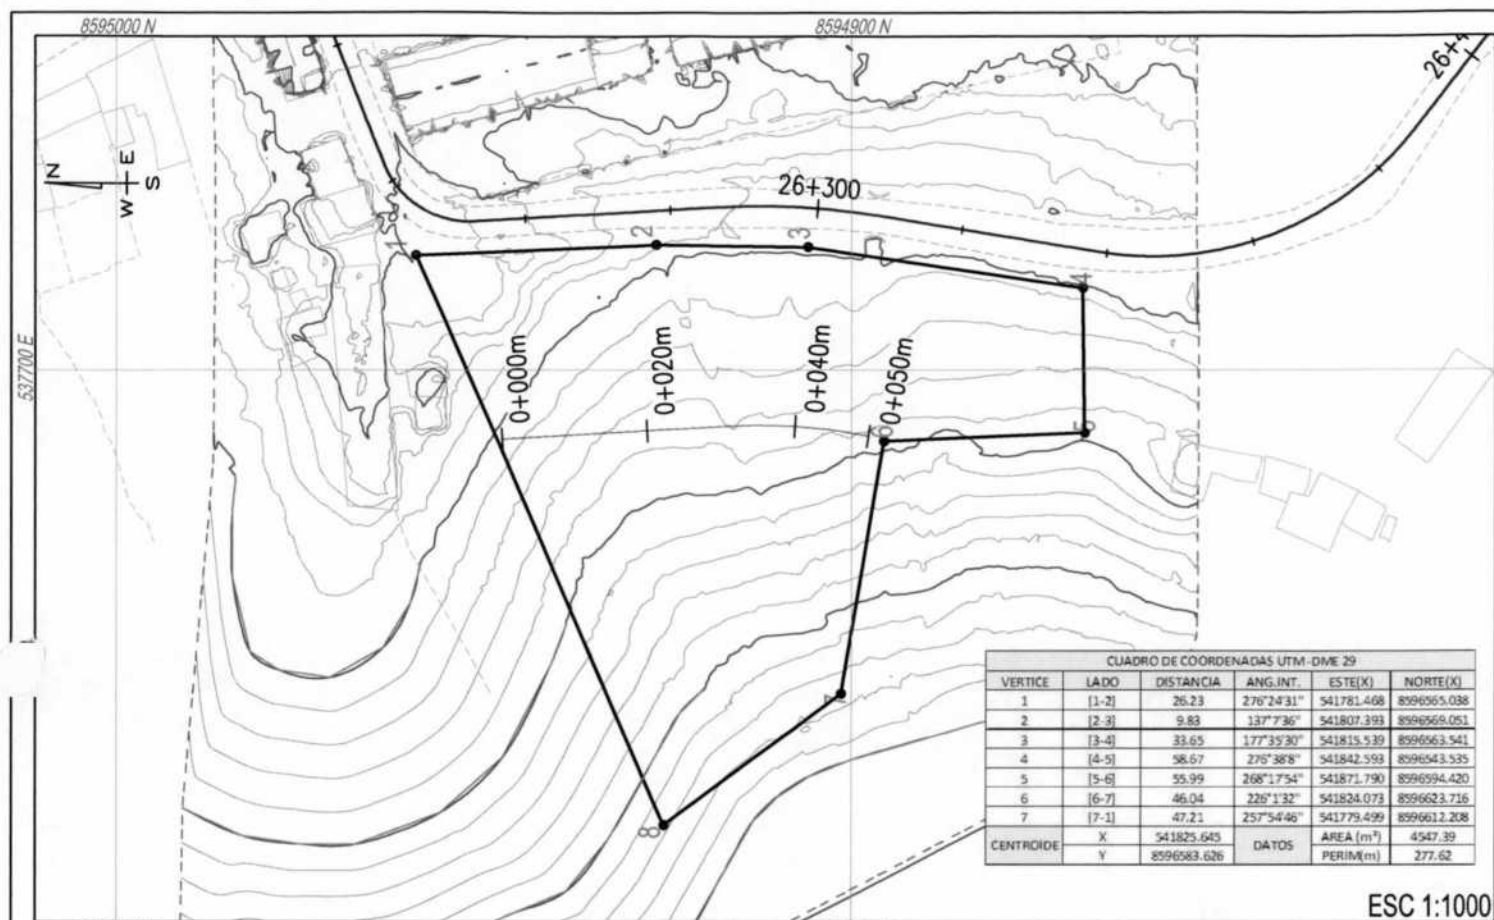 8595000 N
8594900 N
26+4
N
E
W
S
26+300
1
2
3
4
537700 E
0+000m
0+020m
0+040m
0+050m
6
5
7
8
CUADRO DE COORDENADAS UTM-DME 29
VERTICE LADO DISTANCIA ANG.INT. ESTE(X) NORTE(X)
1 [1-2] 26.23 276°24'31" 541781.468 8596565.038
2 [2-3] 9.83 137°7'36" 541807.393 8596569.051
3 [3-4] 33.65 177°35'30" 541815.539 8596563.541
4 [4-5] 58.67 276°38'8" 541842.593 8596543.535
5 [5-6] 55.99 268°17'54" 541871.790 8596594.420
6 [6-7] 46.04 226°1'32" 541824.073 8596623.716
7 [7-1] 47.21 257°54'46" 541779.499 8596612.208
CENTROÍDE X 541825.645 DATOS AREA (m²) 4547.39
Y 8596583.626 PERIM(m) 277.62
ESC 1:1000